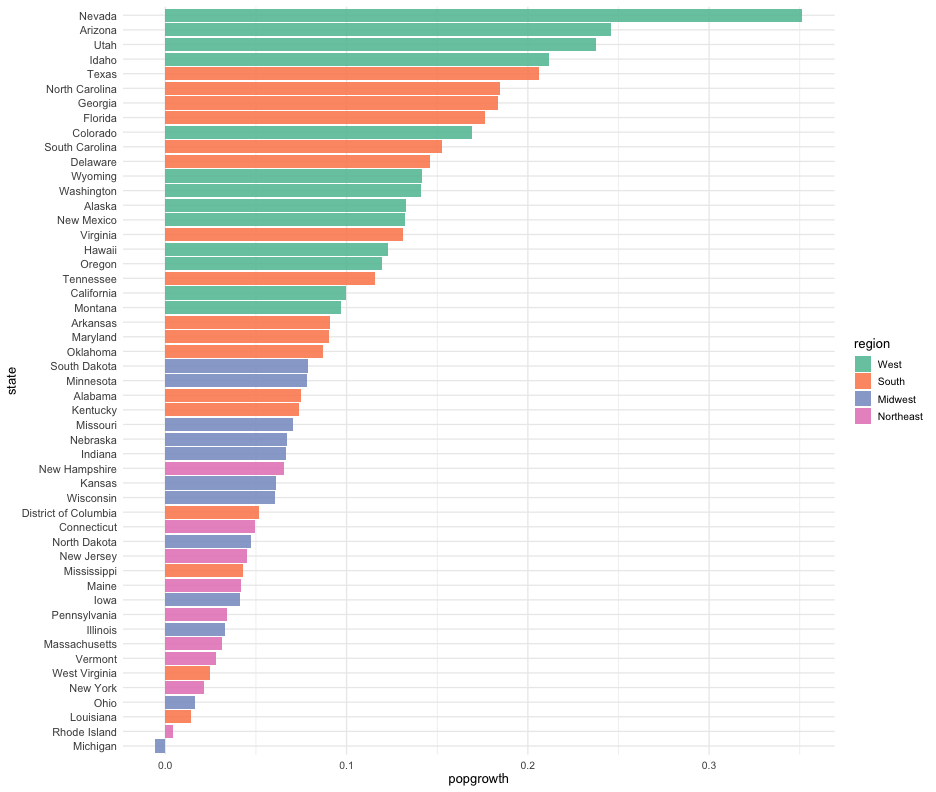 Nevada
Arizona
Utah
Idaho
Texas
North Carolina
Georgia
Florida
Colorado
South Carolina
Delaware
Wyoming
Washington
Alaska
New Mexico
Virginia
Hawaii
Oregon
Tennessee
California
Montana
Arkansas
Maryland
Oklahoma
South Dakota
Minnesota
Alabama
Kentucky
Missouri
Nebraska
Indiana
New Hampshire
Kansas
Wisconsin
District of Columbia
Connecticut
North Dakota
New Jersey
Mississippi
Maine
Iowa
Pennsylvania
Illinois
Massachusetts
Vermont
West Virginia
New York
Ohio
Louisiana
Rhode Island
Michigan
state
0.0 0.1 0.2 0.3
popgrowth
region
West
South
Midwest
Northeast